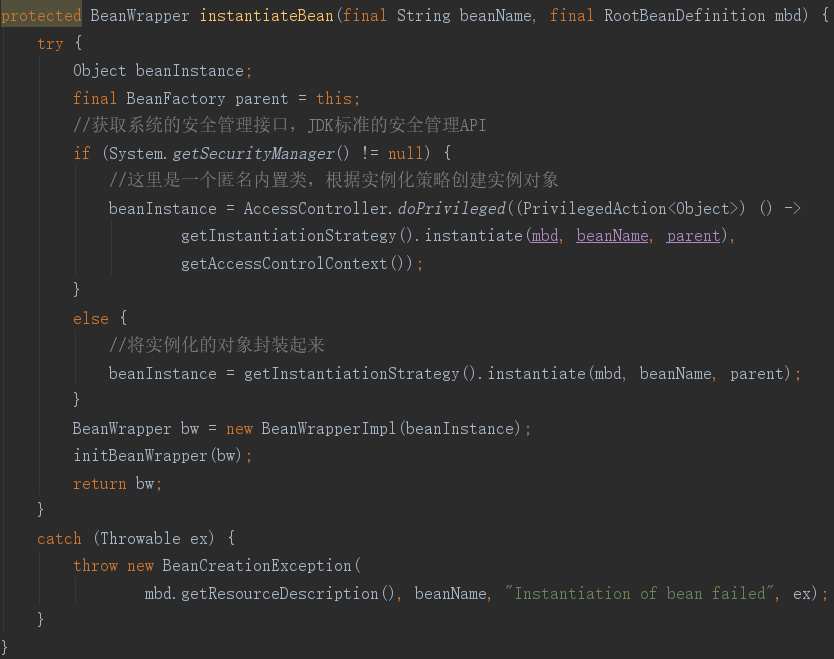 protected BeanWrapper instantiateBean(final String beanName, final RootBeanDefinition mbd) {
    try {
        Object beanInstance;
        final BeanFactory parent = this;
        //获取系统的安全管理接口，JDK标准的安全管理API
        if (System.getSecurityManager() != null) {
            //这里是一个匿名内置类，根据实例化策略创建实例对象
            beanInstance = AccessController.doPrivileged((PrivilegedAction<Object>) () ->
                    getInstantiationStrategy().instantiate(mbd, beanName, parent),
                    getAccessControlContext());
        }
        else {
            //将实例化的对象封装起来
            beanInstance = getInstantiationStrategy().instantiate(mbd, beanName, parent);
        }
        BeanWrapper bw = new BeanWrapperImpl(beanInstance);
        initBeanWrapper(bw);
        return bw;
    }
    catch (Throwable ex) {
        throw new BeanCreationException(
                mbd.getResourceDescription(), beanName, "Instantiation of bean failed", ex);
    }
}